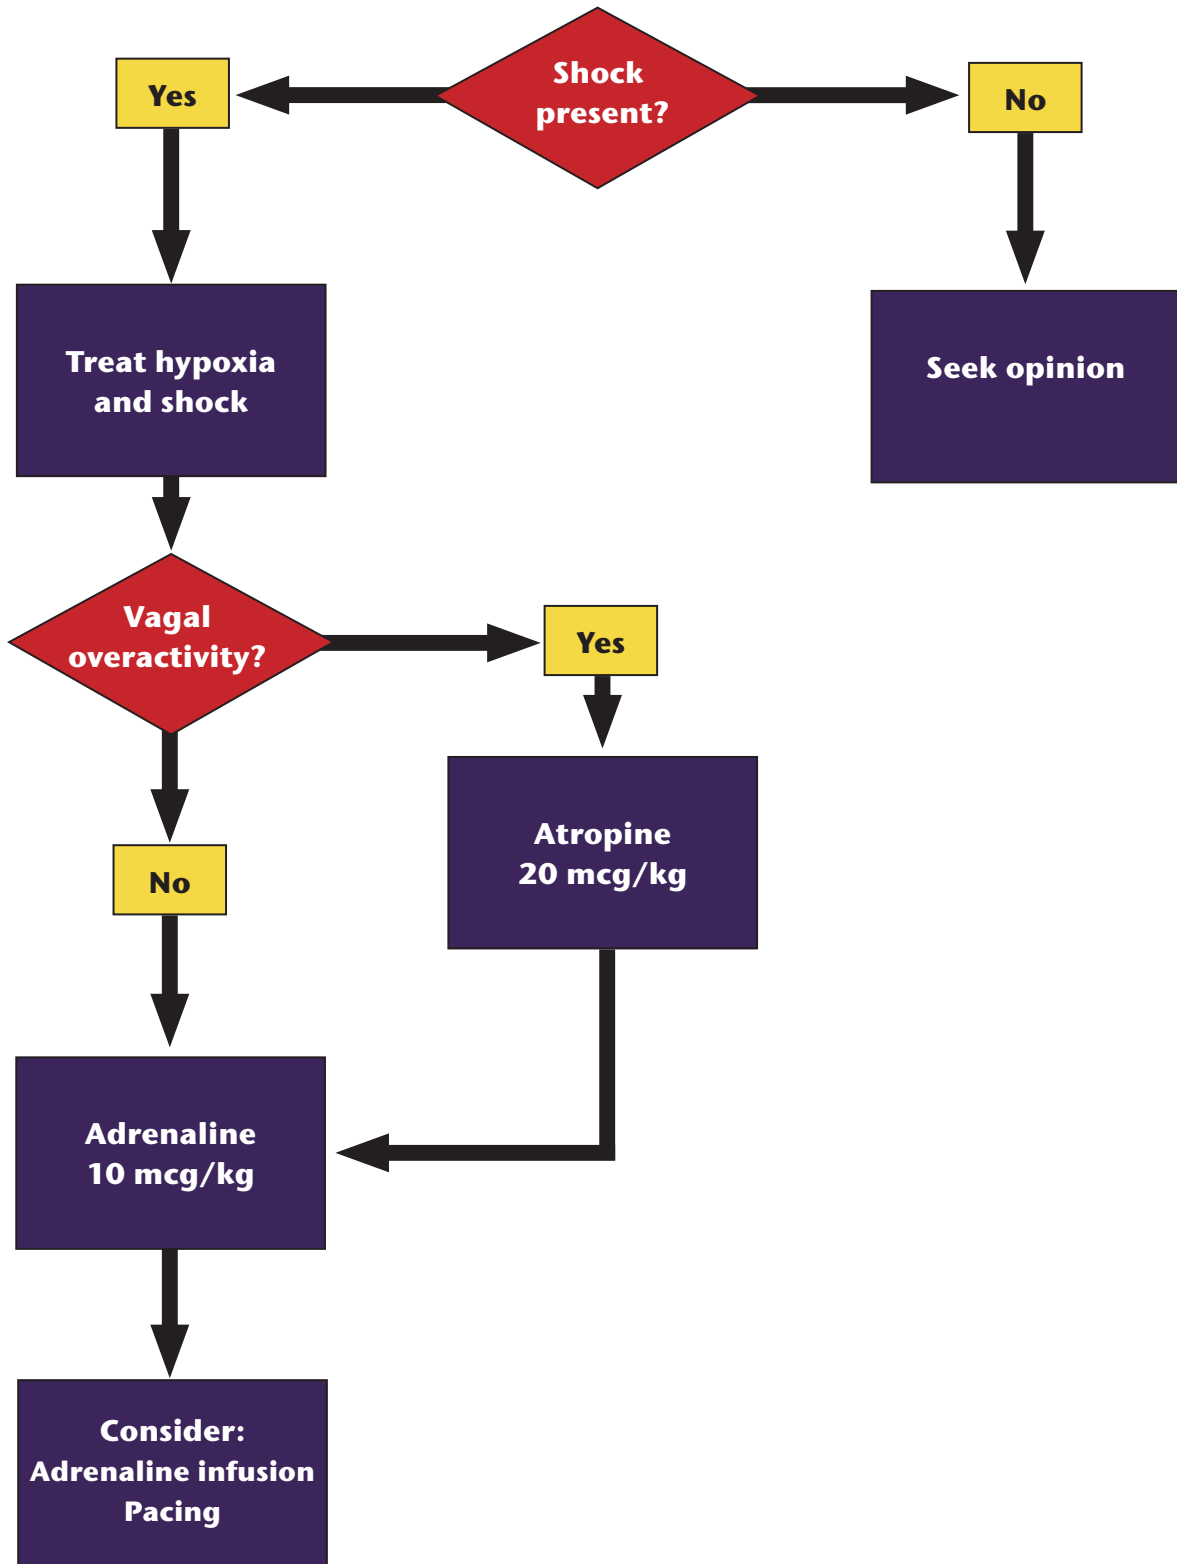 Shock
present?
Yes
No
Treat hypoxia
and shock
Seek opinion
Vagal
overactivity?
Yes
Atropine
20 mcg/kg
No
Adrenaline
10 mcg/kg
Consider:
Adrenaline infusion
Pacing